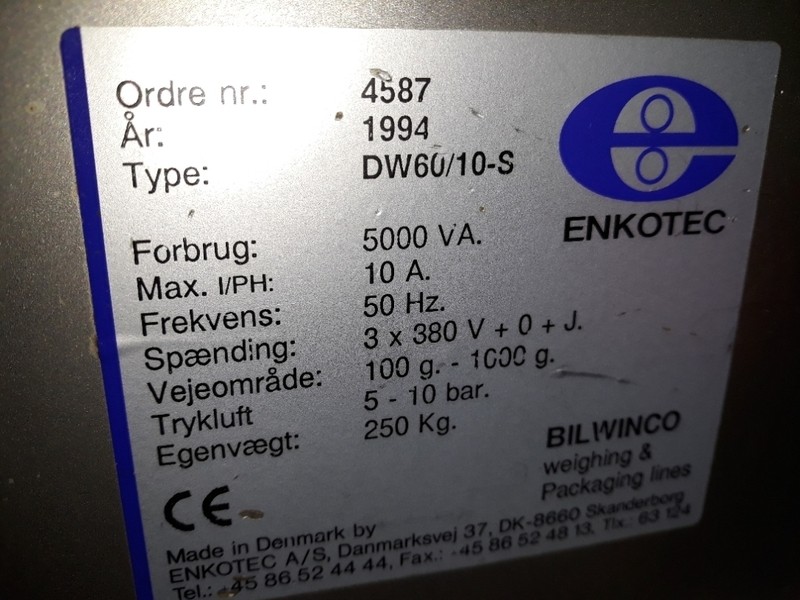 Ordre nr.: 4587
År: 1994
Type: DW60/10-S
ENKOTEC
Forbrug: 5000 VA.
Max. I/PH: 10 A.
Frekvens: 50 Hz.
Spænding: 3 x 380 V + 0 + J.
Vejeområde: 100 g. - 1000 g.
Trykluft 5 - 10 bar.
Egenvægt: 250 Kg.
BILWINCO
weighing &
Packaging lines
CE
Made in Denmark by
ENKOTEC A/S, Danmarksvej 37, DK-8660 Skanderborg
Tel.: +45 86 52 44 44, Fax.: +45 86 52 48 13, Tlx.: 63 124